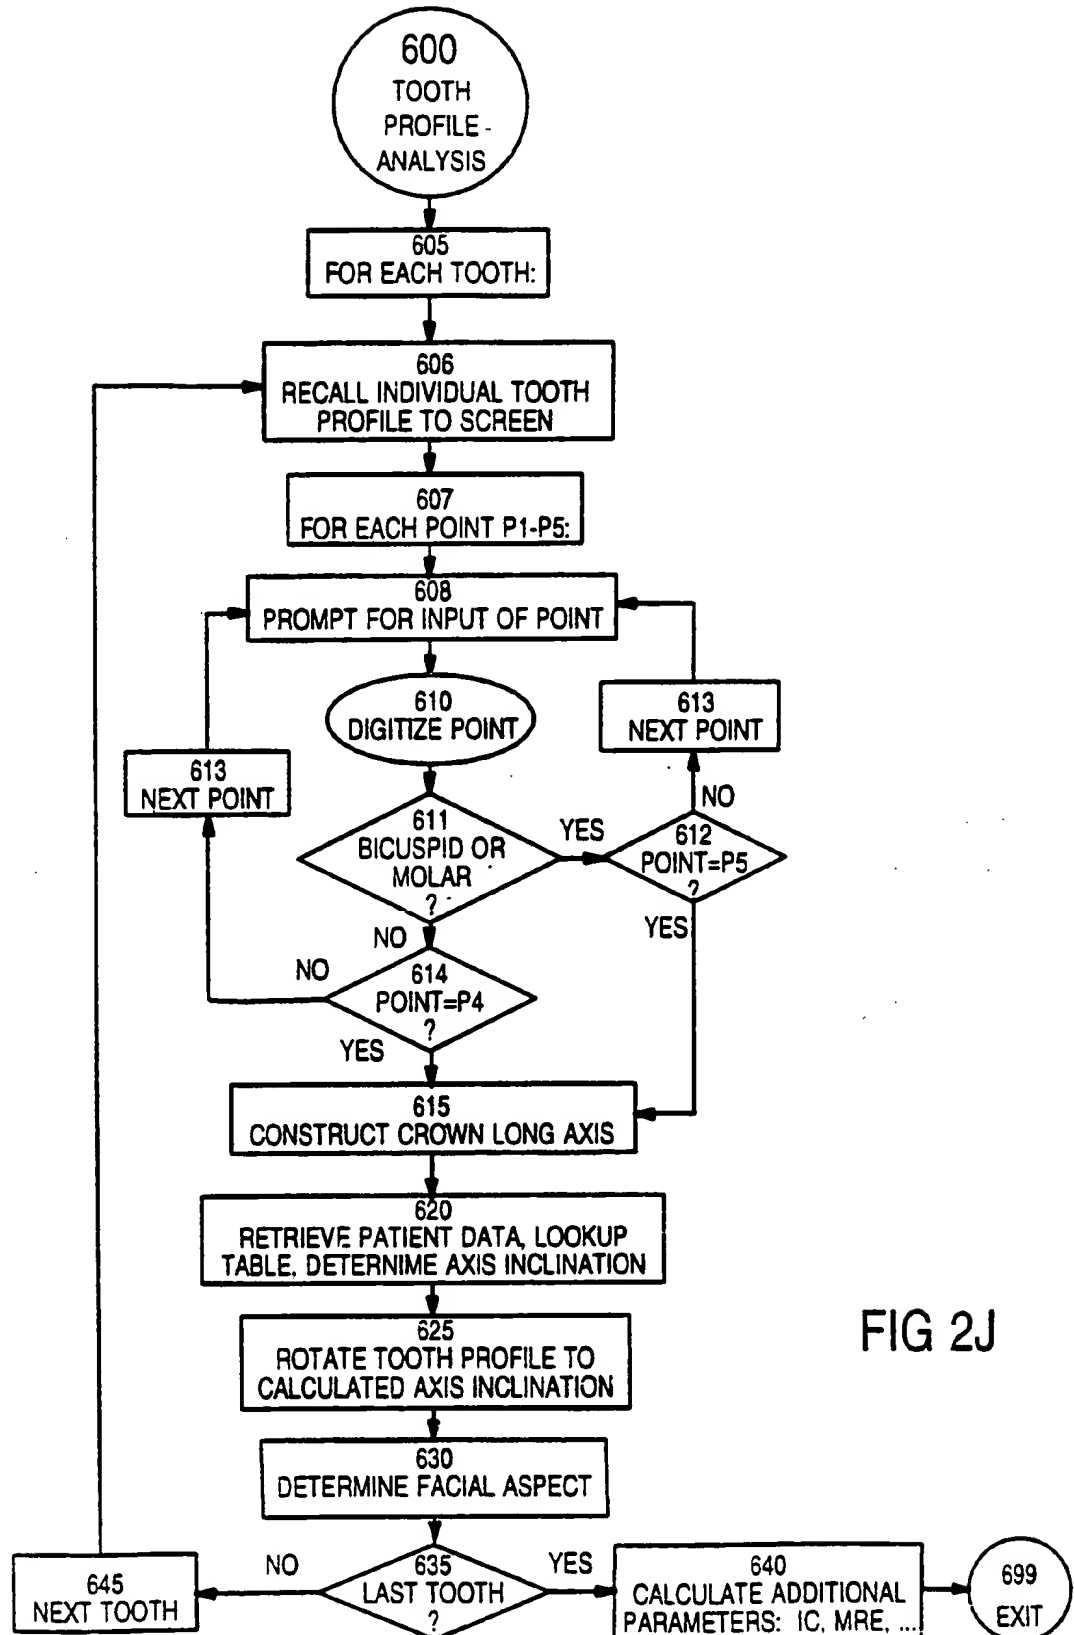 600
TOOTH
PROFILE-
ANALYSIS
605
FOR EACH TOOTH:
606
RECALL INDIVIDUAL TOOTH
PROFILE TO SCREEN
607
FOR EACH POINT P1-P5:
608
PROMPT FOR INPUT OF POINT
610
DIGITIZE POINT
613
NEXT POINT
613
NEXT POINT
NO
611
BICUSPID OR
MOLAR
?
YES
612
POINT=P5
?
YES
NO
NO
614
POINT=P4
?
YES
615
CONSTRUCT CROWN LONG AXIS
620
RETRIEVE PATIENT DATA, LOOKUP
TABLE, DETERNIME AXIS INCLINATION
625
ROTATE TOOTH PROFILE TO
CALCULATED AXIS INCLINATION
FIG 2J
630
DETERMINE FACIAL ASPECT
645
NEXT TOOTH
NO
635
LAST TOOTH
?
YES
640
CALCULATE ADDITIONAL
PARAMETERS: IC, MRE, ...
699
EXIT